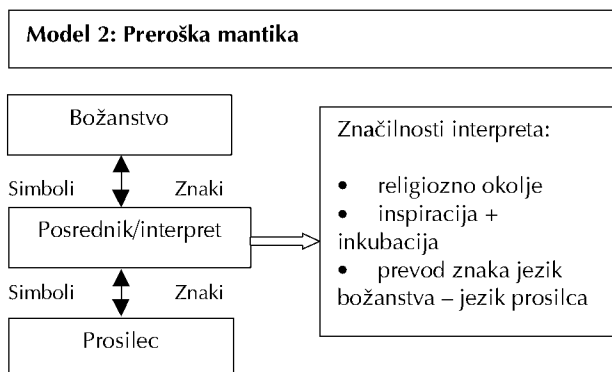 Model 2: Preroška mantika
Božanstvo
Simboli Znaki
Posrednik/interpret
Simboli Znaki
Prosilec
Značilnosti interpreta:
• religiozno okolje
• inspiracija +
inkubacija
• prevod znaka jezik
božanstva – jezik prosilca